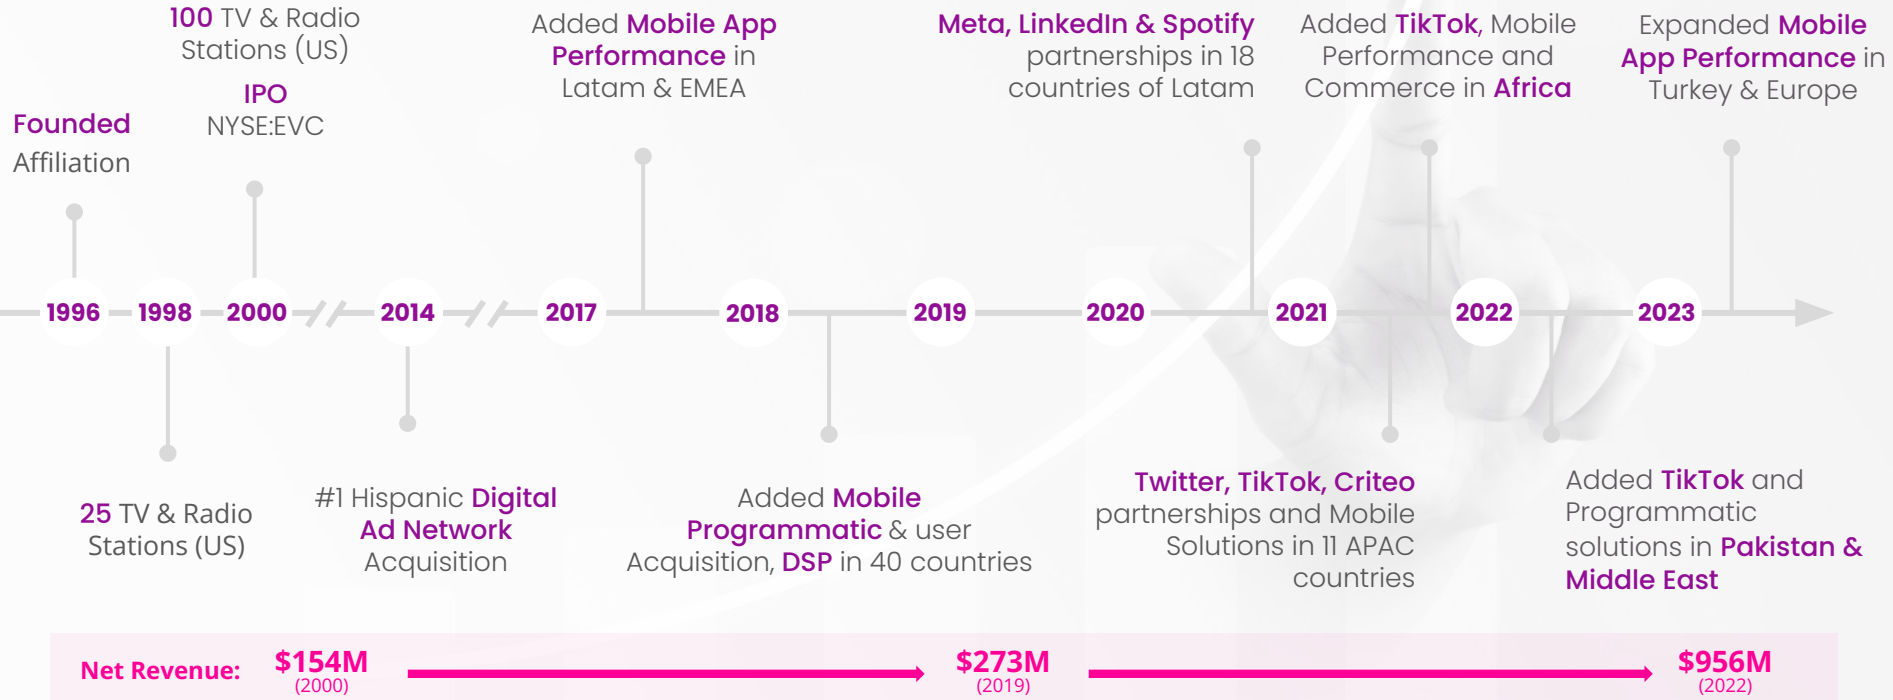 100 TV & Radio
Stations (US)
IPO
NYSE:EVC
Founded
Affiliation
Added Mobile App
Performance in
Latam & EMEA
Meta, LinkedIn & Spotify
partnerships in 18
countries of Latam
Added TikTok, Mobile
Performance and
Commerce in Africa
Expanded Mobile
App Performance in
Turkey & Europe
1996
1998
2000
2014
2017
2018
2019
2020
2021
2022
2023
25 TV & Radio
Stations (US)
#1 Hispanic Digital
Ad Network
Acquisition
Added Mobile
Programmatic & user
Acquisition, DSP in 40 countries
Twitter, TikTok, Criteo
partnerships and Mobile
Solutions in 11 APAC
countries
Added TikTok and
Programmatic
solutions in Pakistan &
Middle East
Net Revenue:
$154M
(2000)
$273M
(2019)
$956M
(2022)